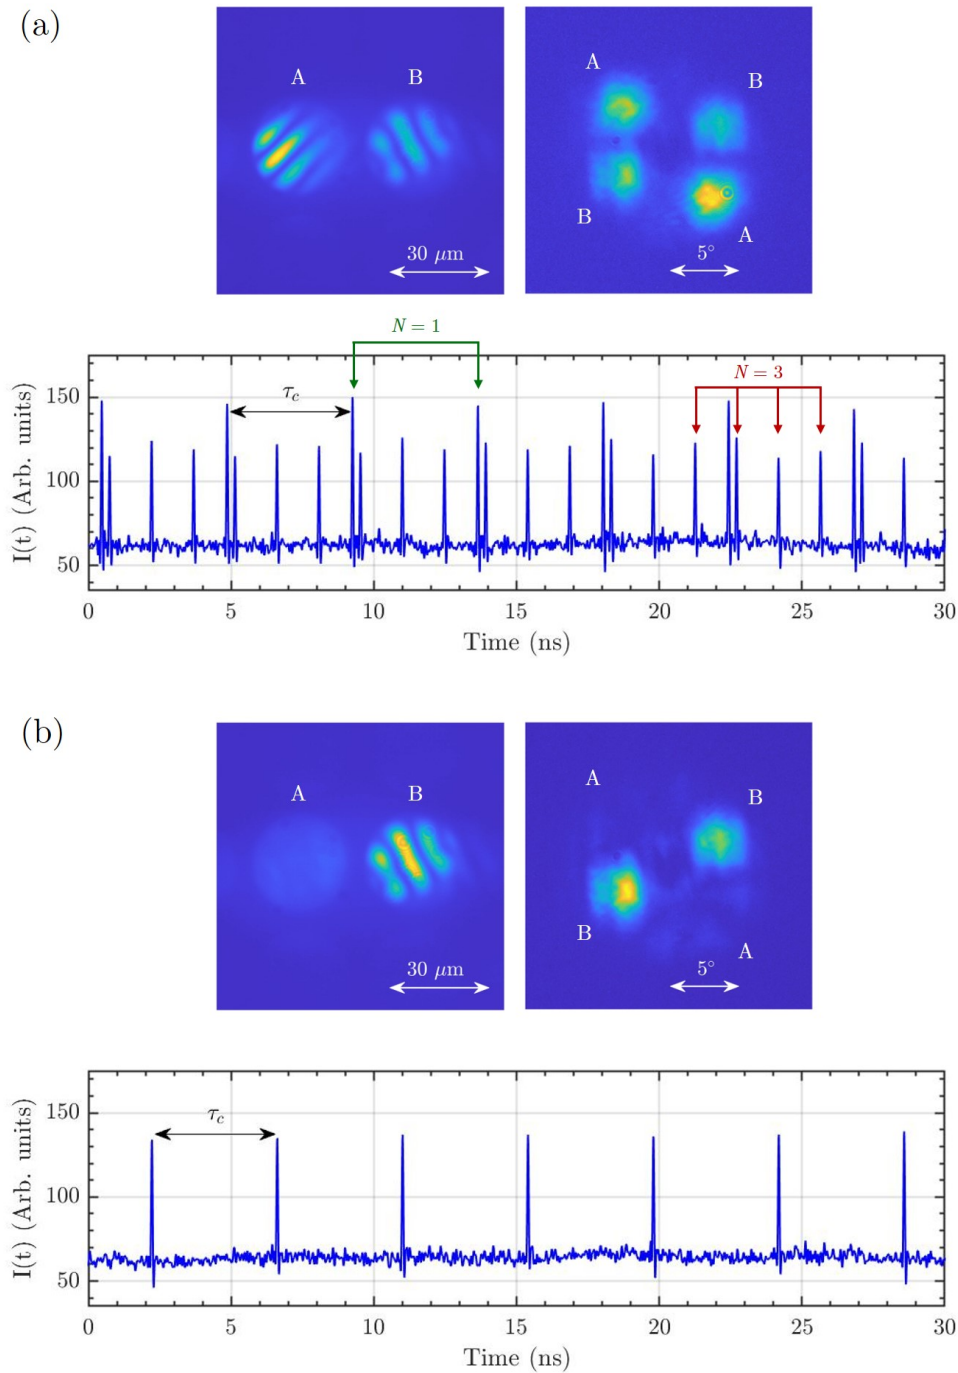 (a)
A B
30 μm
A
B
B
A
5°
N = 1
N = 3
τc
I(t) (Arb. units)
150
100
50
0 5 10 15 20 25 30
Time (ns)
(b)
A B
30 μm
A
B
B
A
5°
τc
I(t) (Arb. units)
150
100
50
0 5 10 15 20 25 30
Time (ns)